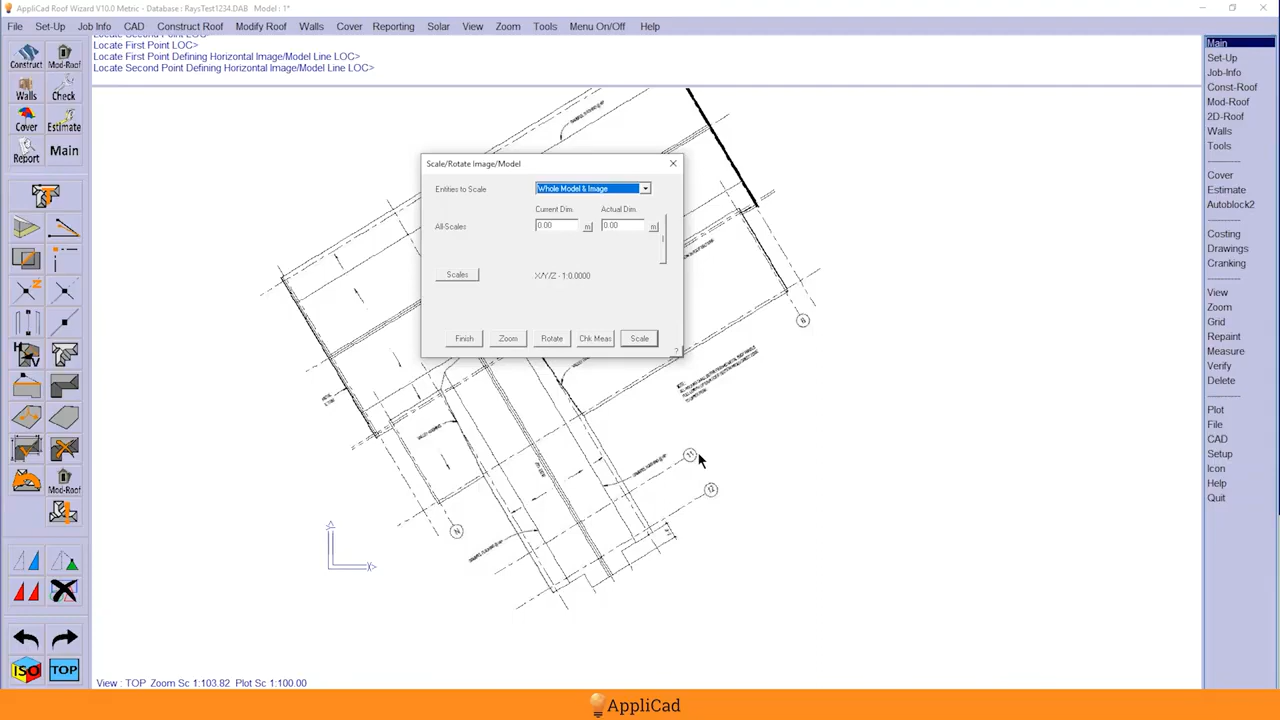 AppliCad Roof Wizard V10.0 Metric - Database : RaysTest1234.DAB Model : 1*
File Set-Up Job Info CAD Construct Roof Modify Roof Walls Cover Reporting Solar View Zoom Tools Menu On/Off Help
Locate First Point LOC>
Locate First Point Defining Horizontal Image/Model Line LOC>
Locate Second Point Defining Horizontal Image/Model Line LOC>
Construct Mod-Roof
Walls Check
Cover Estimate
Report Main
ISO TOP
Scale/Rotate Image/Model
Entities to Scale Whole Model & Image
Current Dim. Actual Dim.
All-Scales 0.00 m 0.00 m
Scales X/Y/Z - 1:0.0000
Finish Zoom Rotate Chk Meas Scale
?
8
11
12
N
X>
Mod-Roof
Main
Set-Up
Job-Info
Const-Roof
Mod-Roof
2D-Roof
Walls
Tools
Cover
Estimate
Autoblock2
Costing
Drawings
Cranking
View
Zoom
Grid
Repaint
Measure
Verify
Delete
Plot
File
CAD
Setup
Icon
Help
Quit
View : TOP Zoom Sc 1:103.82 Plot Sc 1:100.00
AppliCad